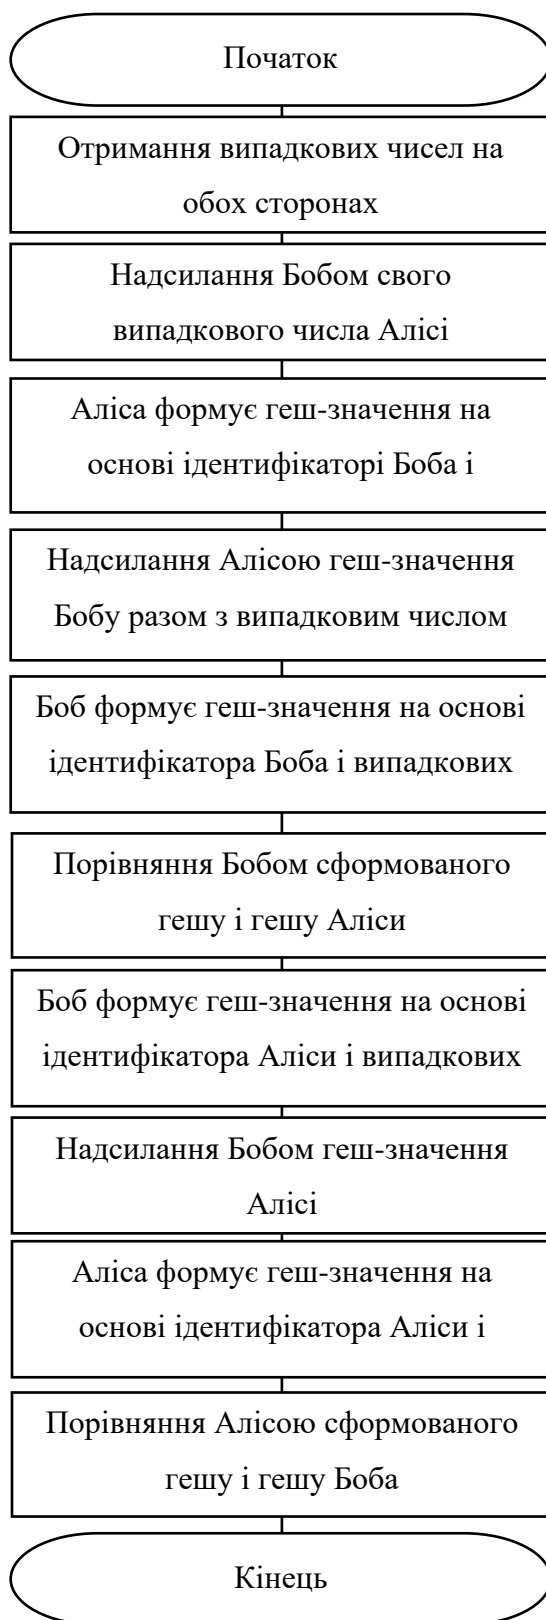 Початок
Отримання випадкових чисел на
обох сторонах
Надсилання Бобом свого
випадкового числа Алісі
Аліса формує геш-значення на
основі ідентифікаторі Боба і
Надсилання Алісою геш-значення
Бобу разом з випадковим числом
Боб формує геш-значення на основі
ідентифікатора Боба і випадкових
Порівняння Бобом сформованого
гешу і гешу Аліси
Боб формує геш-значення на основі
ідентифікатора Аліси і випадкових
Надсилання Бобом геш-значення
Алісі
Аліса формує геш-значення на
основі ідентифікатора Аліси і
Порівняння Алісою сформованого
гешу і гешу Боба
Кінець